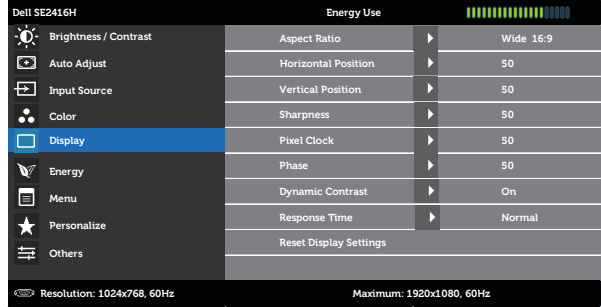 Dell SE2416H Energy Use
Brightness / Contrast
Auto Adjust
Input Source
Color
Display
Energy
Menu
Personalize
Others
Aspect Ratio Wide 16:9
Horizontal Position 50
Vertical Position 50
Sharpness 50
Pixel Clock 50
Phase 50
Dynamic Contrast On
Response Time Normal
Reset Display Settings
Resolution: 1024x768, 60Hz Maximum: 1920x1080, 60Hz